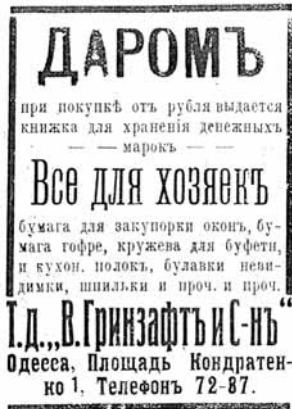 ДАРОМЪ
при покупкѣ отъ рубля выдается
книжка для храненія денежныхъ
— — марокъ — —
Все для хозяекъ
бумага для закупорки оконъ, бу-
мага гофре, кружева для буфетн,
и кухон. полокъ, булавки неви-
димки, шпильки и проч. и проч.
Т.д. „В.Гринзафтъ и С-нъ“
Одесса, Площадь Кондратен-
ко 1, Телефонъ 72-87.